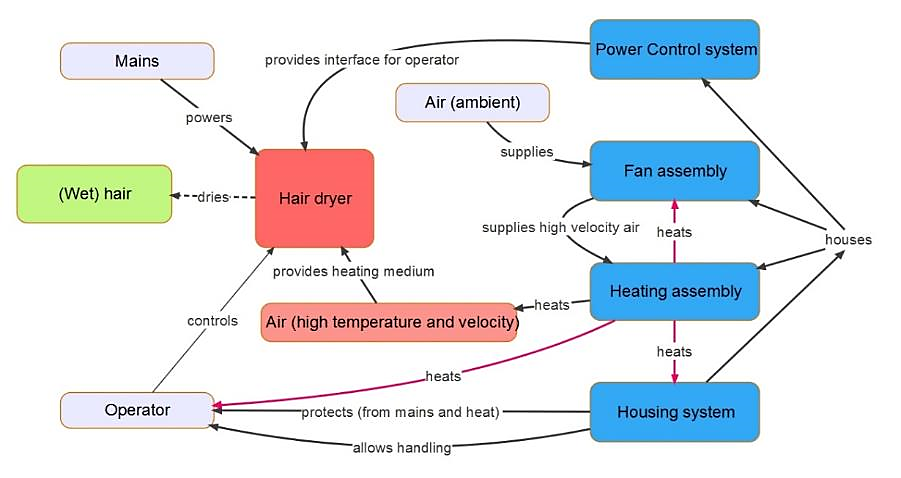 Power Control system
Mains
provides interface for operator
Air (ambient)
powers
supplies
Fan assembly
(Wet) hair
dries
Hair dryer
supplies high velocity air
heats
houses
provides heating medium
Heating assembly
heats
Air (high temperature and velocity)
controls
heats
heats
Operator
protects (from mains and heat)
Housing system
allows handling